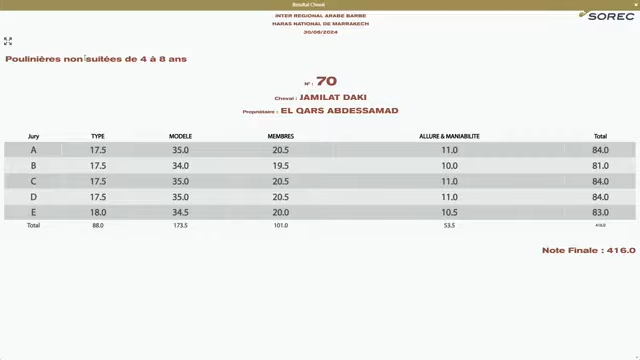 Resultat Cheval
INTER REGIONAL ARABE BARBE
HARAS NATIONAL DE MARRAKECH
30/06/2024
SOREC
Poulinières non suitées de 4 à 8 ans
N° : 70
Cheval : JAMILAT DAKI
Propriétaire : EL QARS ABDESSAMAD
Jury TYPE MODELE MEMBRES ALLURE & MANIABILITE Total
A 17.5 35.0 20.5 11.0 84.0
B 17.5 34.0 19.5 10.0 81.0
C 17.5 35.0 20.5 11.0 84.0
D 17.5 35.0 20.5 11.0 84.0
E 18.0 34.5 20.0 10.5 83.0
Total 88.0 173.5 101.0 53.5 416.0
Note Finale : 416.0